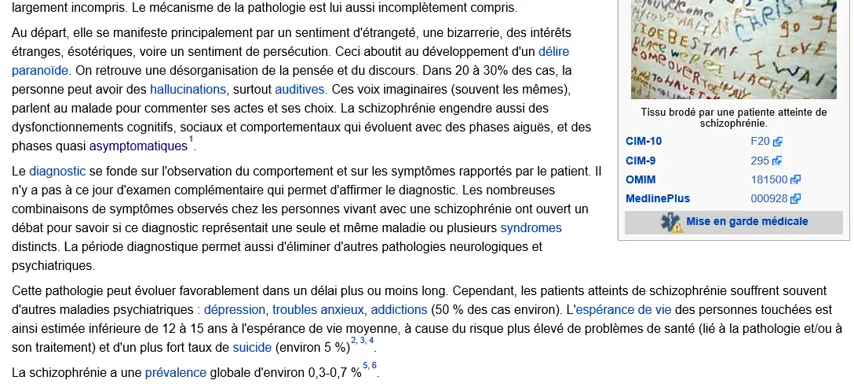 largement incompris. Le mécanisme de la pathologie est lui aussi incomplètement compris.
Au départ, elle se manifeste principalement par un sentiment d'étrangeté, une bizarrerie, des intérêts
étranges, ésotériques, voire un sentiment de persécution. Ceci aboutit au développement d'un délire
paranoïde. On retrouve une désorganisation de la pensée et du discours. Dans 20 à 30% des cas, la
personne peut avoir des hallucinations, surtout auditives. Ces voix imaginaires (souvent les mêmes),
parlent au malade pour commenter ses actes et ses choix. La schizophrénie engendre aussi des
dysfonctionnements cognitifs, sociaux et comportementaux qui évoluent avec des phases aiguës, et des
phases quasi asymptomatiques1.
Le diagnostic se fonde sur l'observation du comportement et sur les symptômes rapportés par le patient. Il
n'y a pas à ce jour d'examen complémentaire qui permet d'affirmer le diagnostic. Les nombreuses
combinaisons de symptômes observés chez les personnes vivant avec une schizophrénie ont ouvert un
débat pour savoir si ce diagnostic représentait une seule et même maladie ou plusieurs syndromes
distincts. La période diagnostique permet aussi d'éliminer d'autres pathologies neurologiques et
psychiatriques.
Cette pathologie peut évoluer favorablement dans un délai plus ou moins long. Cependant, les patients atteints de schizophrénie souffrent souvent
d'autres maladies psychiatriques : dépression, troubles anxieux, addictions (50 % des cas environ). L'espérance de vie des personnes touchées est
ainsi estimée inférieure de 12 à 15 ans à l'espérance de vie moyenne, à cause du risque plus élevé de problèmes de santé (lié à la pathologie et/ou à
son traitement) et d'un plus fort taux de suicide (environ 5 %)2, 3, 4.
La schizophrénie a une prévalence globale d'environ 0,3-0,7 %5, 6.
CHRIST
GO
I LOVE
I WAIT
Tissu brodé par une patiente atteinte de
schizophrénie.
CIM-10 F20
CIM-9 295
OMIM 181500
MedlinePlus 000928
Mise en garde médicale